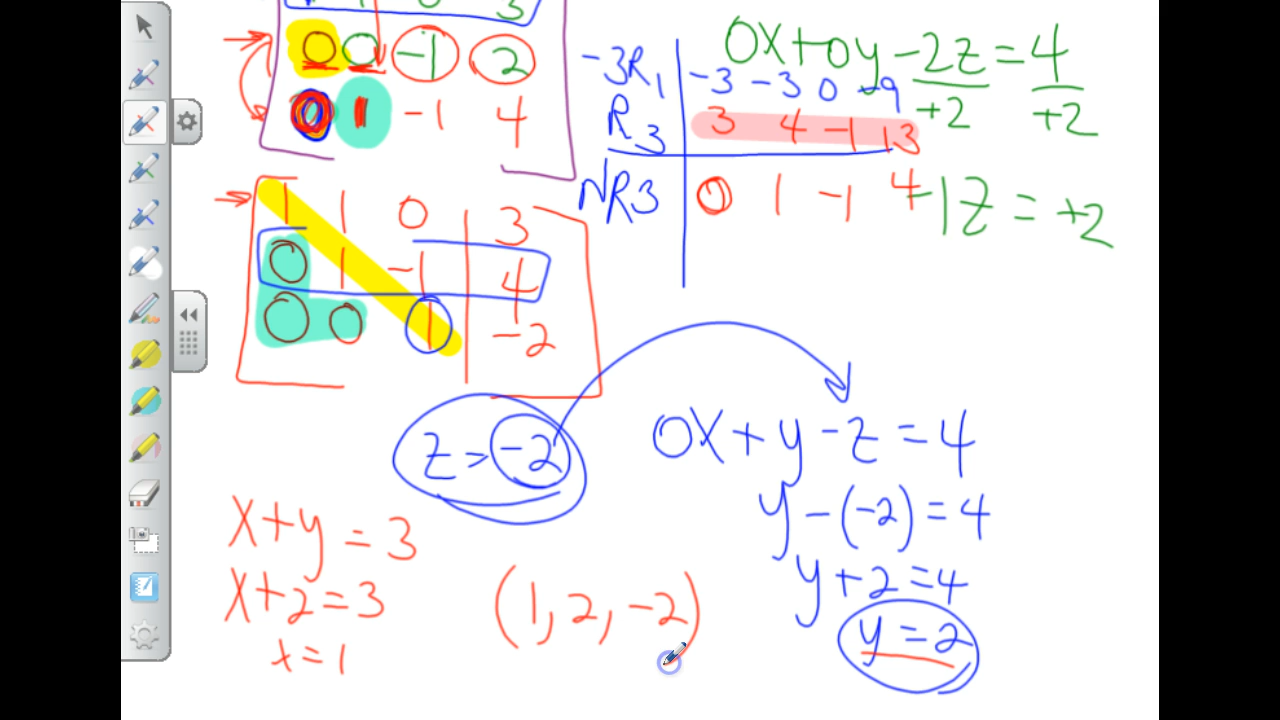 3
0 0 -1 2
0 1 -1 4
0x+0y-2z=4
+2 +2
-3R1 -3 -3 0 -9
R3 3 4 -1 13
NR3 0 1 -1 4
-1z = +2
1 1 0 3
0 1 -1 4
0 0 1 -2
z = -2
0x+y-z=4
y-(-2)=4
y+2=4
y=2
x+y=3
x+2=3
x=1
(1, 2, -2)